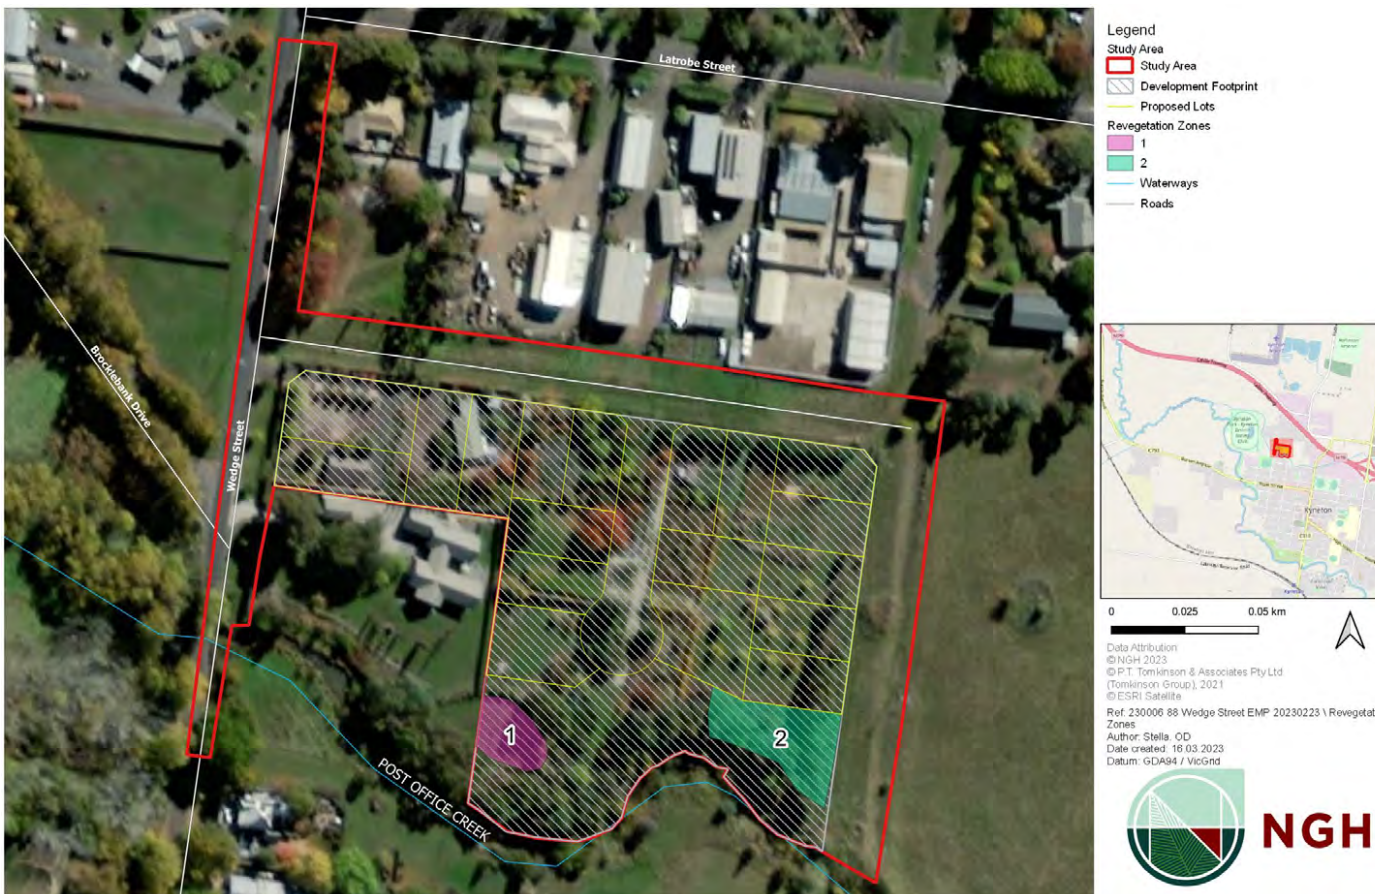 Latrobe Street
Brocklebank Drive
Wedge Street
1
2
POST OFFICE CREEK
Legend
Study Area
Study Area
Development Footprint
Proposed Lots
Revegetation Zones
1
2
Waterways
Roads
Kyneton
0 0.025 0.05 km
Data Attribution
© NGH 2023
© P.T. Tomkinson & Associates Pty Ltd
(Tomkinson Group), 2021
© ESRI Satellite
Ref: 230006 88 Wedge Street EMP 20230223 \ Revegetat
Zones
Author: Stella. OD
Date created: 16.03.2023
Datum: GDA94 / VicGrid
NGH